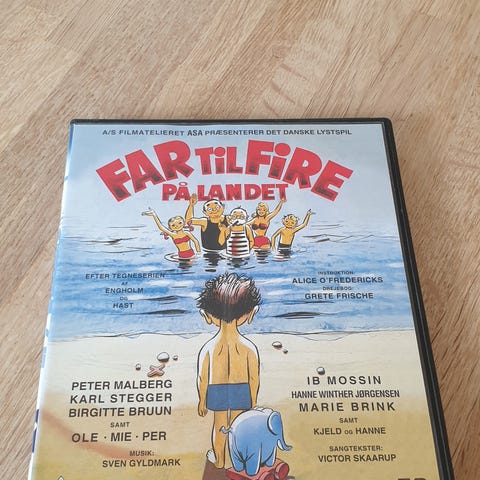 A/S FILMATELIERET ASA PRÆSENTERER DET DANSKE LYSTSPIL
FAR TIL FIRE
PÅ LANDET
EFTER TEGNESERIEN
AF
ENGHOLM
OG
HAST
INSTRUKTION:
ALICE O'FREDERICKS
DREJEBOG:
GRETE FRISCHE
PETER MALBERG
KARL STEGGER
BIRGITTE BRUUN
SAMT
OLE · MIE · PER
MUSIK:
SVEN GYLDMARK
IB MOSSIN
HANNE WINTHER JØRGENSEN
MARIE BRINK
SAMT
KJELD OG HANNE
SANGTEKSTER:
VICTOR SKAARUP